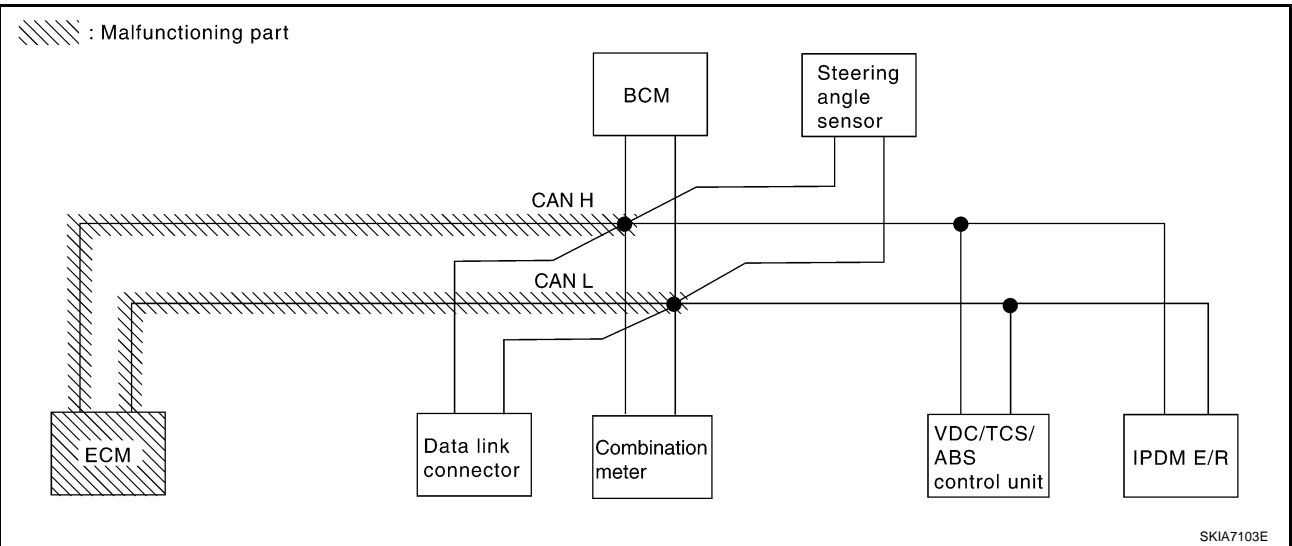 : Malfunctioning part
BCM
Steering
angle
sensor
CAN H
CAN L
ECM
Data link
connector
Combination
meter
VDC/TCS/
ABS
control unit
IPDM E/R
SKIA7103E